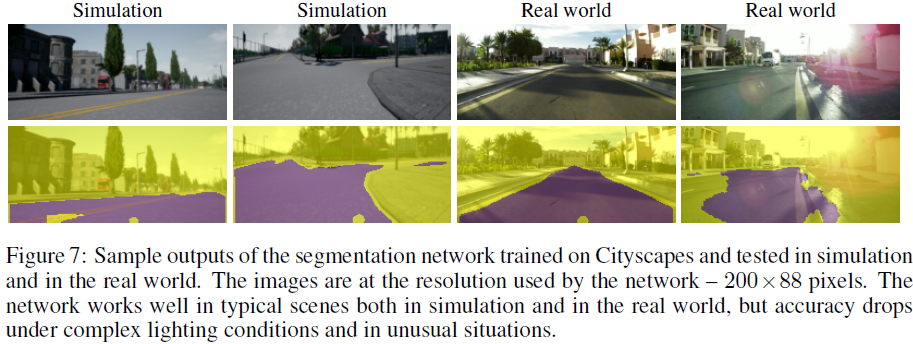 Simulation Simulation Real world Real world
Figure 7: Sample outputs of the segmentation network trained on Cityscapes and tested in simulation
and in the real world. The images are at the resolution used by the network – 200×88 pixels. The
network works well in typical scenes both in simulation and in the real world, but accuracy drops
under complex lighting conditions and in unusual situations.